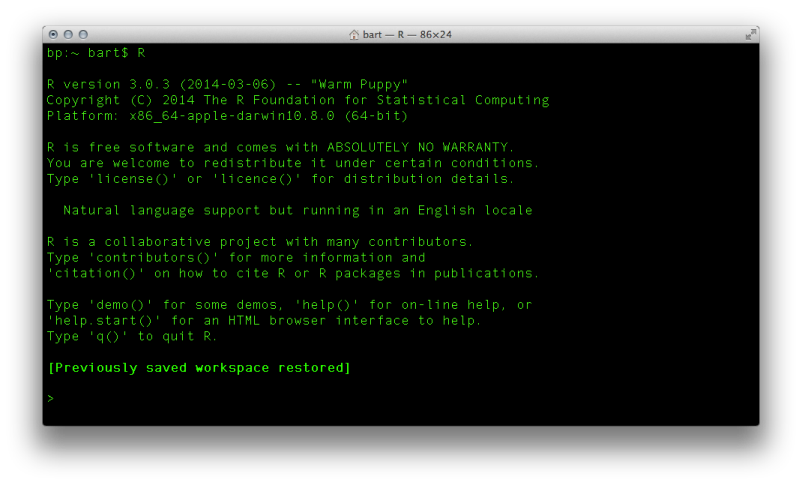 bart — R — 86×24
bp:~ bart$ R
R version 3.0.3 (2014-03-06) -- "Warm Puppy"
Copyright (C) 2014 The R Foundation for Statistical Computing
Platform: x86_64-apple-darwin10.8.0 (64-bit)
R is free software and comes with ABSOLUTELY NO WARRANTY.
You are welcome to redistribute it under certain conditions.
Type 'license()' or 'licence()' for distribution details.
Natural language support but running in an English locale
R is a collaborative project with many contributors.
Type 'contributors()' for more information and
'citation()' on how to cite R or R packages in publications.
Type 'demo()' for some demos, 'help()' for on-line help, or
'help.start()' for an HTML browser interface to help.
Type 'q()' to quit R.
[Previously saved workspace restored]
>